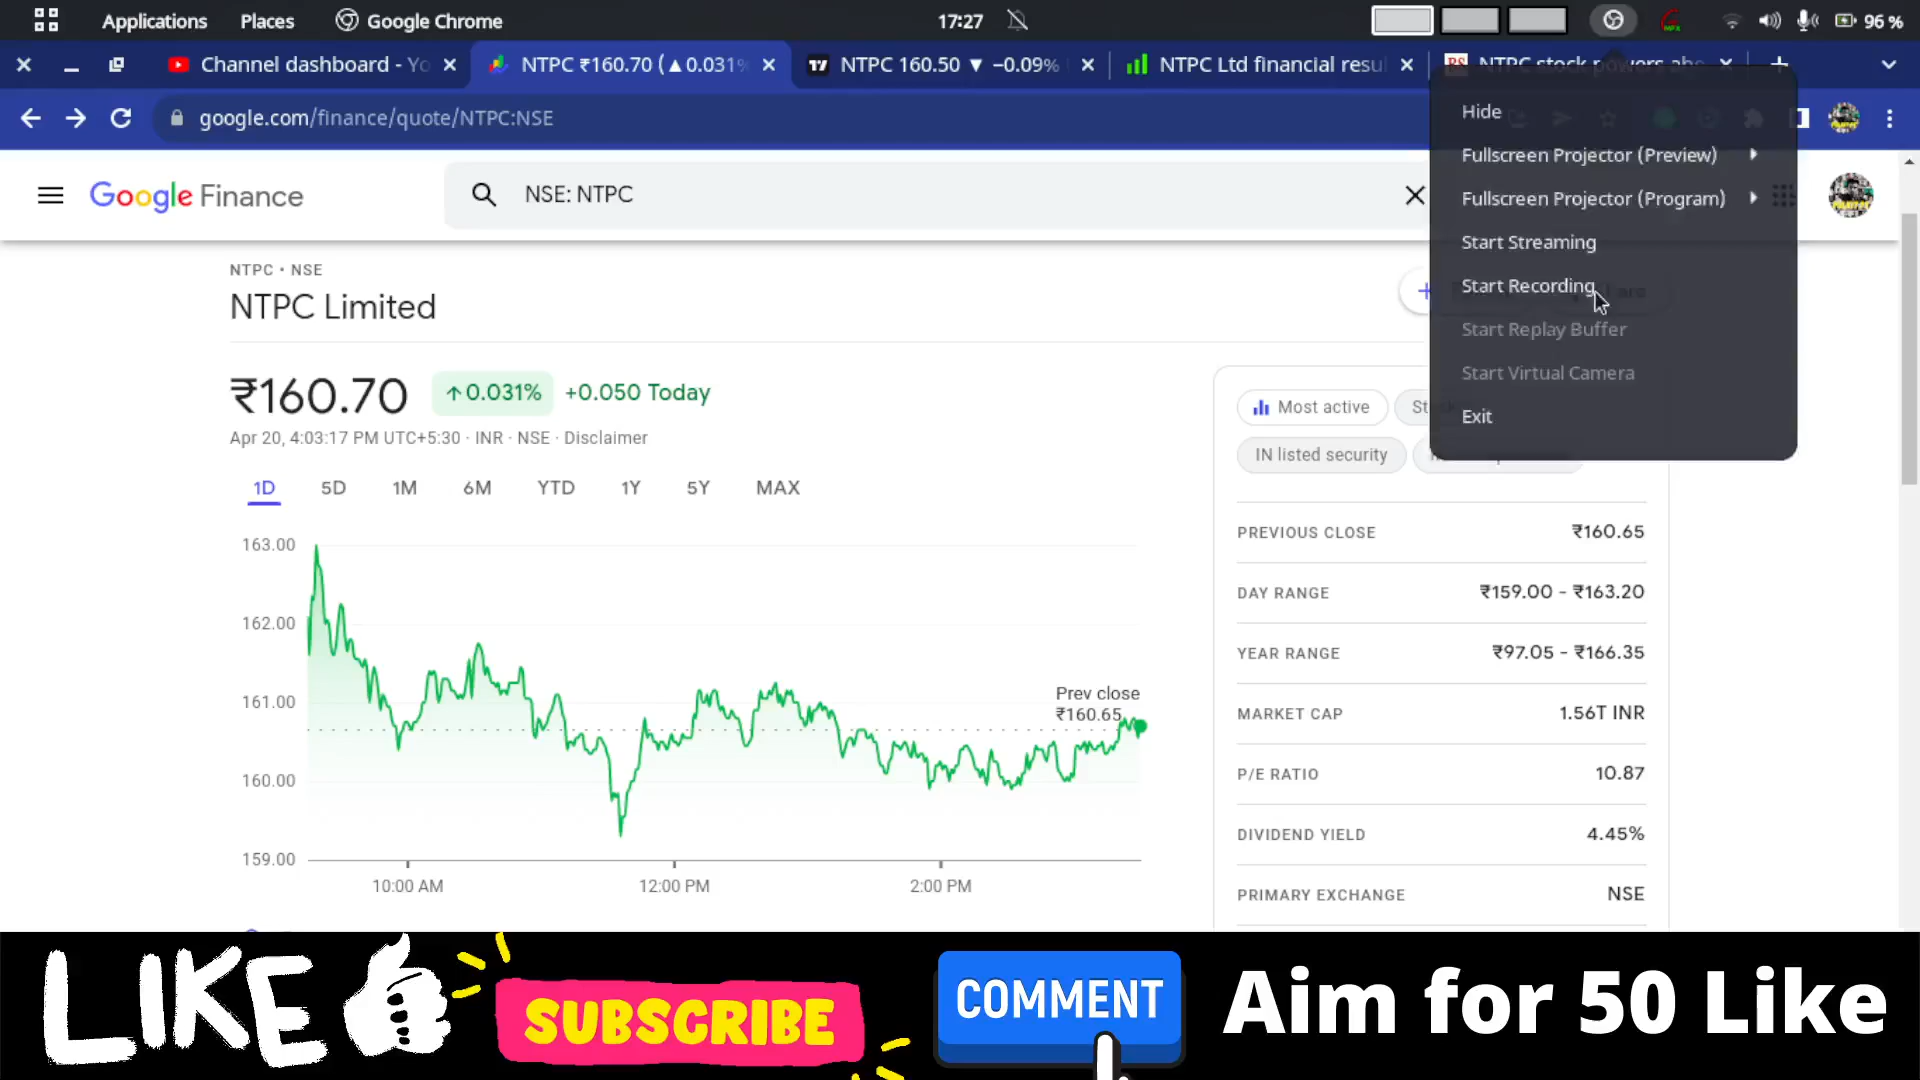 Applications Places Google Chrome 17:27 96 %
Channel dashboard - Yo NTPC ₹160.70 (▲0.031% NTPC 160.50 ▼ −0.09% NTPC Ltd financial resul NTPC stock powers abo
google.com/finance/quote/NTPC:NSE
Hide
Fullscreen Projector (Preview)
Fullscreen Projector (Program)
Start Streaming
Start Recording
Start Replay Buffer
Start Virtual Camera
Exit
Google Finance NSE: NTPC
NTPC • NSE
NTPC Limited
₹160.70 ↑0.031% +0.050 Today
Apr 20, 4:03:17 PM UTC+5:30 · INR · NSE · Disclaimer
1D 5D 1M 6M YTD 1Y 5Y MAX
163.00
162.00
161.00
160.00
159.00
Prev close
₹160.65
10:00 AM 12:00 PM 2:00 PM
Most active
IN listed security
PREVIOUS CLOSE ₹160.65
DAY RANGE ₹159.00 - ₹163.20
YEAR RANGE ₹97.05 - ₹166.35
MARKET CAP 1.56T INR
P/E RATIO 10.87
DIVIDEND YIELD 4.45%
PRIMARY EXCHANGE NSE
LIKE SUBSCRIBE COMMENT Aim for 50 Like